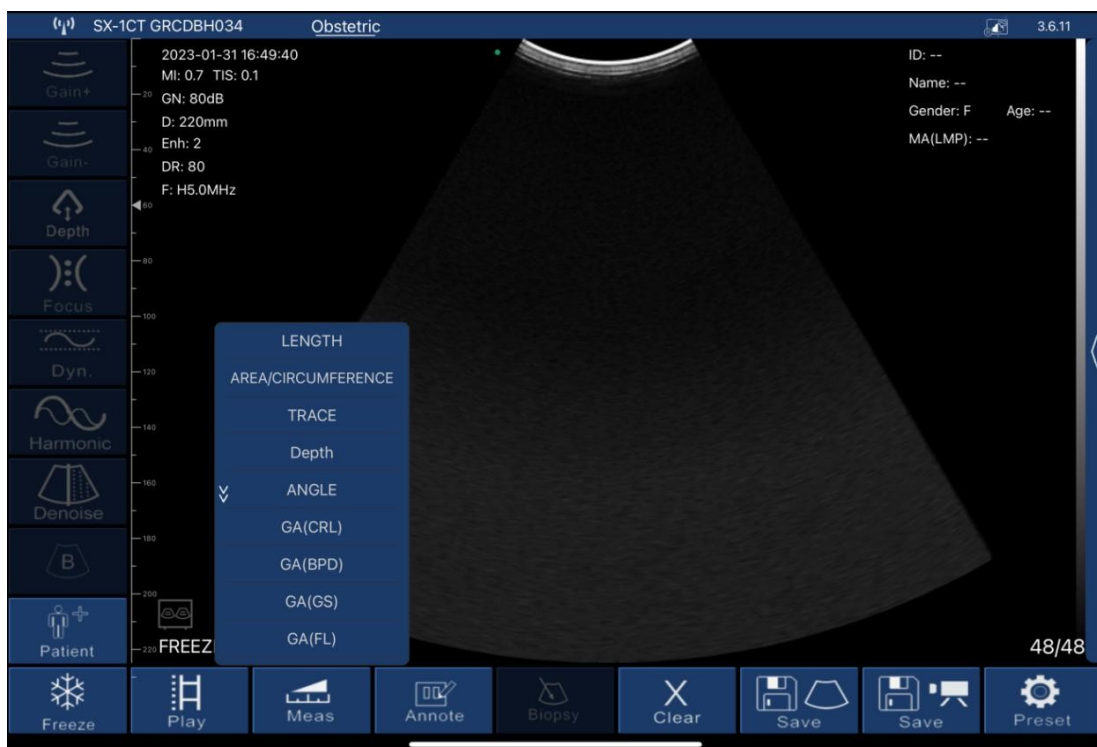 SX-1CT GRCDBH034 Obstetric 3.6.11
2023-01-31 16:49:40
MI: 0.7 TIS: 0.1
GN: 80dB
D: 220mm
Enh: 2
DR: 80
F: H5.0MHz
ID: --
Name: --
Gender: F Age: --
MA(LMP): --
Gain+
Gain-
Depth
Focus
Dyn.
Harmonic
Denoise
B
Patient
20
40
60
80
100
120
140
160
180
200
220
LENGTH
AREA/CIRCUMFERENCE
TRACE
Depth
ANGLE
GA(CRL)
GA(BPD)
GA(GS)
GA(FL)
FREEZ
48/48
Freeze
Play
Meas
Annote
Biopsy
Clear
Save
Save
Preset